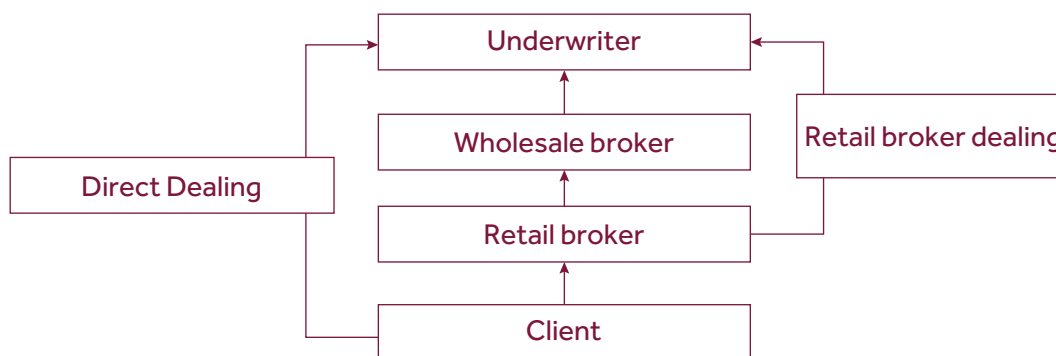 Underwriter
Wholesale broker
Retail broker dealing
Direct Dealing
Retail broker
Client